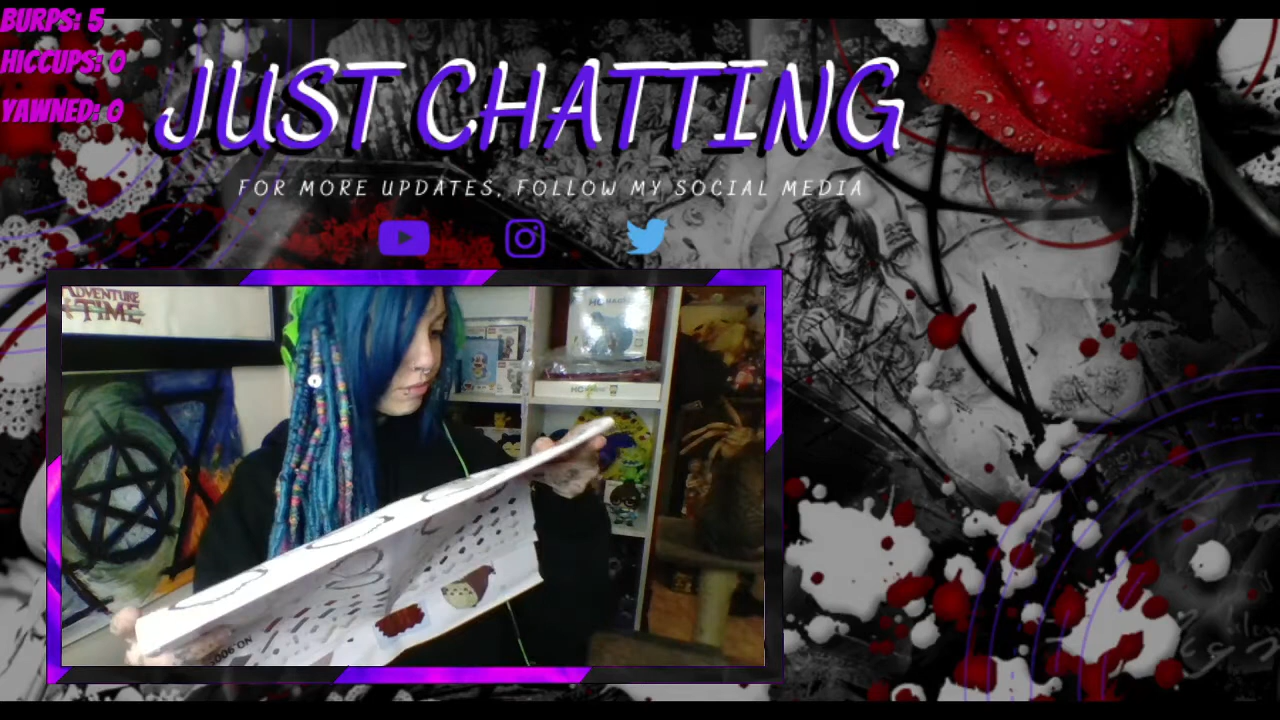 BURPS: 5
HICCUPS: 0
YAWNED: 0
JUST CHATTING
FOR MORE UPDATES, FOLLOW MY SOCIAL MEDIA
ADVENTURE
TIME